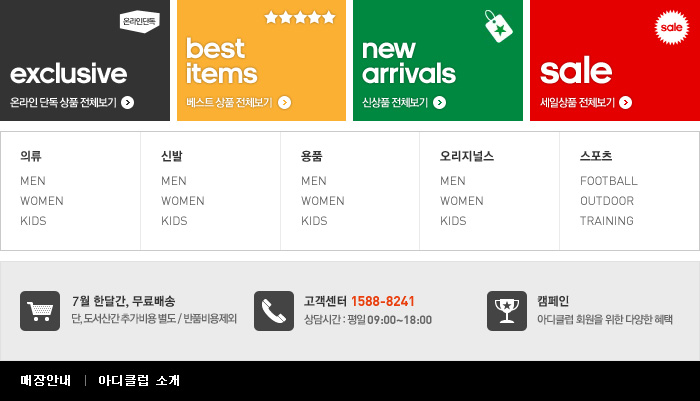 온라인단독
exclusive
온라인 단독 상품 전체보기
best
items
베스트 상품 전체보기
new
arrivals
신상품 전체보기
sale
sale
세일상품 전체보기
의류
MEN
WOMEN
KIDS
신발
MEN
WOMEN
KIDS
용품
MEN
WOMEN
KIDS
오리지널스
MEN
WOMEN
KIDS
스포츠
FOOTBALL
OUTDOOR
TRAINING
7월 한달간, 무료배송
단, 도서산간 추가비용 별도 / 반품비용제외
고객센터 1588-8241
상담시간 : 평일 09:00~18:00
캠페인
아디클럽 회원을 위한 다양한 혜택
매장안내 | 아디클럽 소개